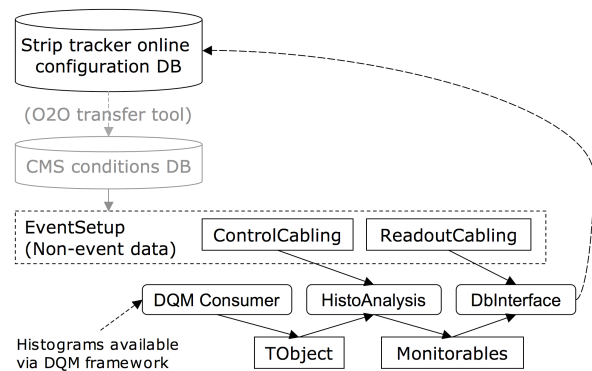 Strip tracker online
configuration DB
(O2O transfer tool)
CMS conditions DB
EventSetup
(Non-event data)
ControlCabling
ReadoutCabling
DQM Consumer
HistoAnalysis
DbInterface
Histograms available
via DQM framework
TObject
Monitorables